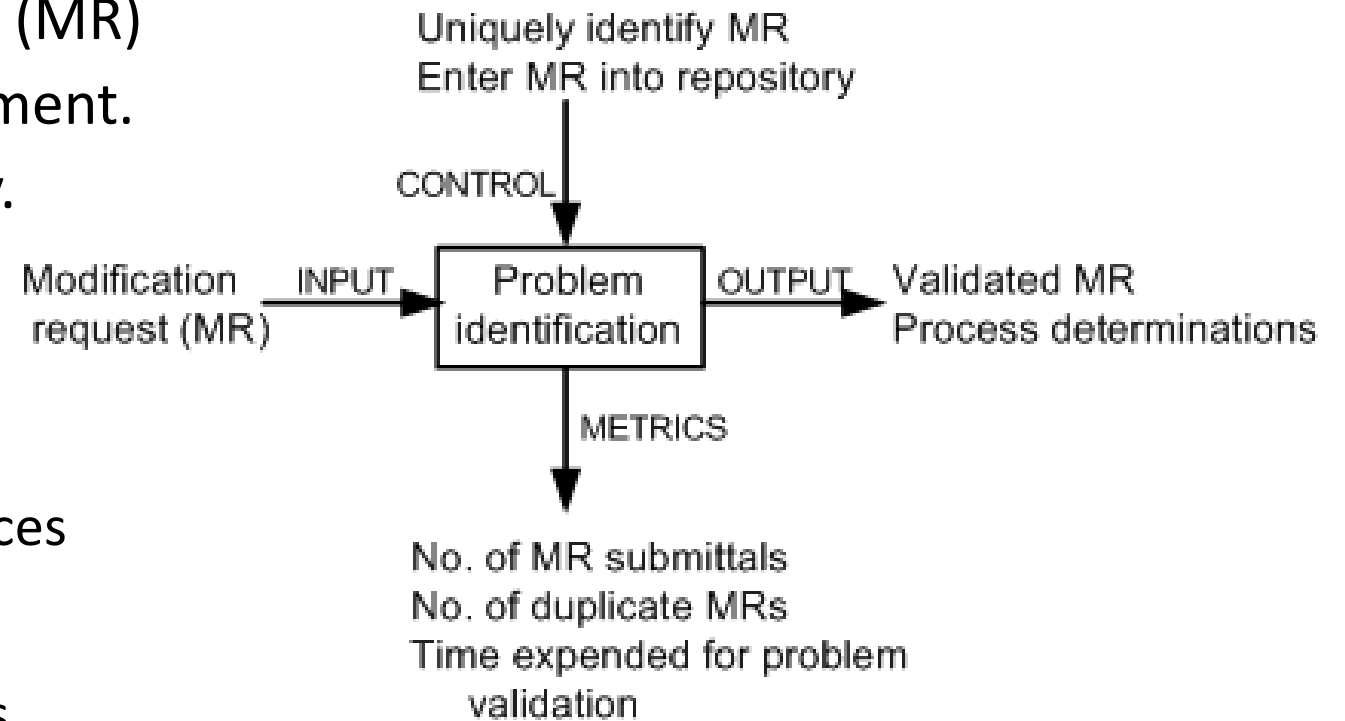 (MR)
ment.
y.
ces
s
Uniquely identify MR
Enter MR into repository
CONTROL
Modification
request (MR)
INPUT
Problem
identification
OUTPUT
Validated MR
Process determinations
METRICS
No. of MR submittals
No. of duplicate MRs
Time expended for problem
validation